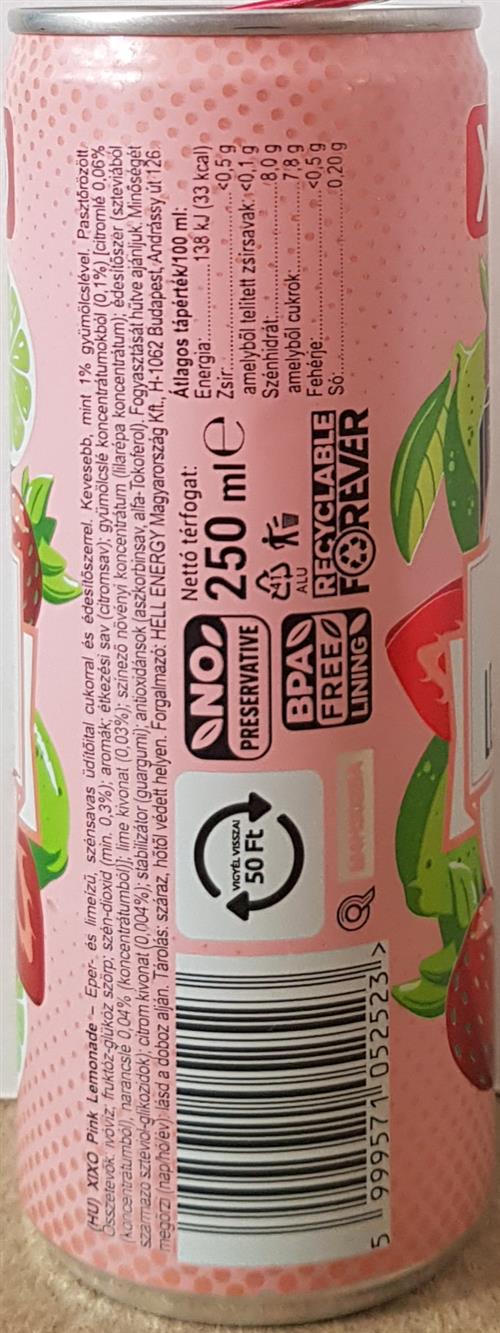 (HU) XIXO Pink Lemonade – Eper- és limeízű, szénsavas üdítőital cukorral és édesítőszerrel. Kevesebb, mint 1% gyümölcslével. Pasztőrözött.
Összetevők: ivóvíz; fruktóz-glükóz szörp; szén-dioxid (min. 0,3%); aromák; étkezési sav (citromsav); gyümölcslé koncentrátumokból (0,1%) [citromlé 0,06%
(koncentrátumból), narancslé 0,04% (koncentrátumból)]; lime kivonat (0,03%); színező növényi koncentrátum (lilarépa koncentrátum); édesítőszer (szteviából
származó szteviol-glikozidok); citrom kivonat (0,004%); stabilizátor (guargumi); antioxidánsok (aszkorbinsav, alfa-Tokoferol). Fogyasztását hűtve ajánljuk. Minőségét
megőrzi (nap/hó/év): lásd a doboz alján. Tárolás: száraz, hőtől védett helyen. Forgalmazó: HELL ENERGY Magyarország Kft., H-1062 Budapest, Andrássy út 126.
Átlagos tápérték/100 ml:
Energia:..........138 kJ (33 kcal)
Zsír..........<0,5 g
amelyből telített zsírsavak:.<0,1 g
Szénhidrát:..........8,0 g
amelyből cukrok..........7,8 g
Fehérje:..........<0,5 g
Só:..........0,20 g
Nettó térfogat:
250 ml e
41
ALU
RECYCLABLE
FOREVER
NO
PRESERVATIVE
BPA
FREE
LINING
VIGYÉL VISSZA!
50 Ft
5 999571 052523 >